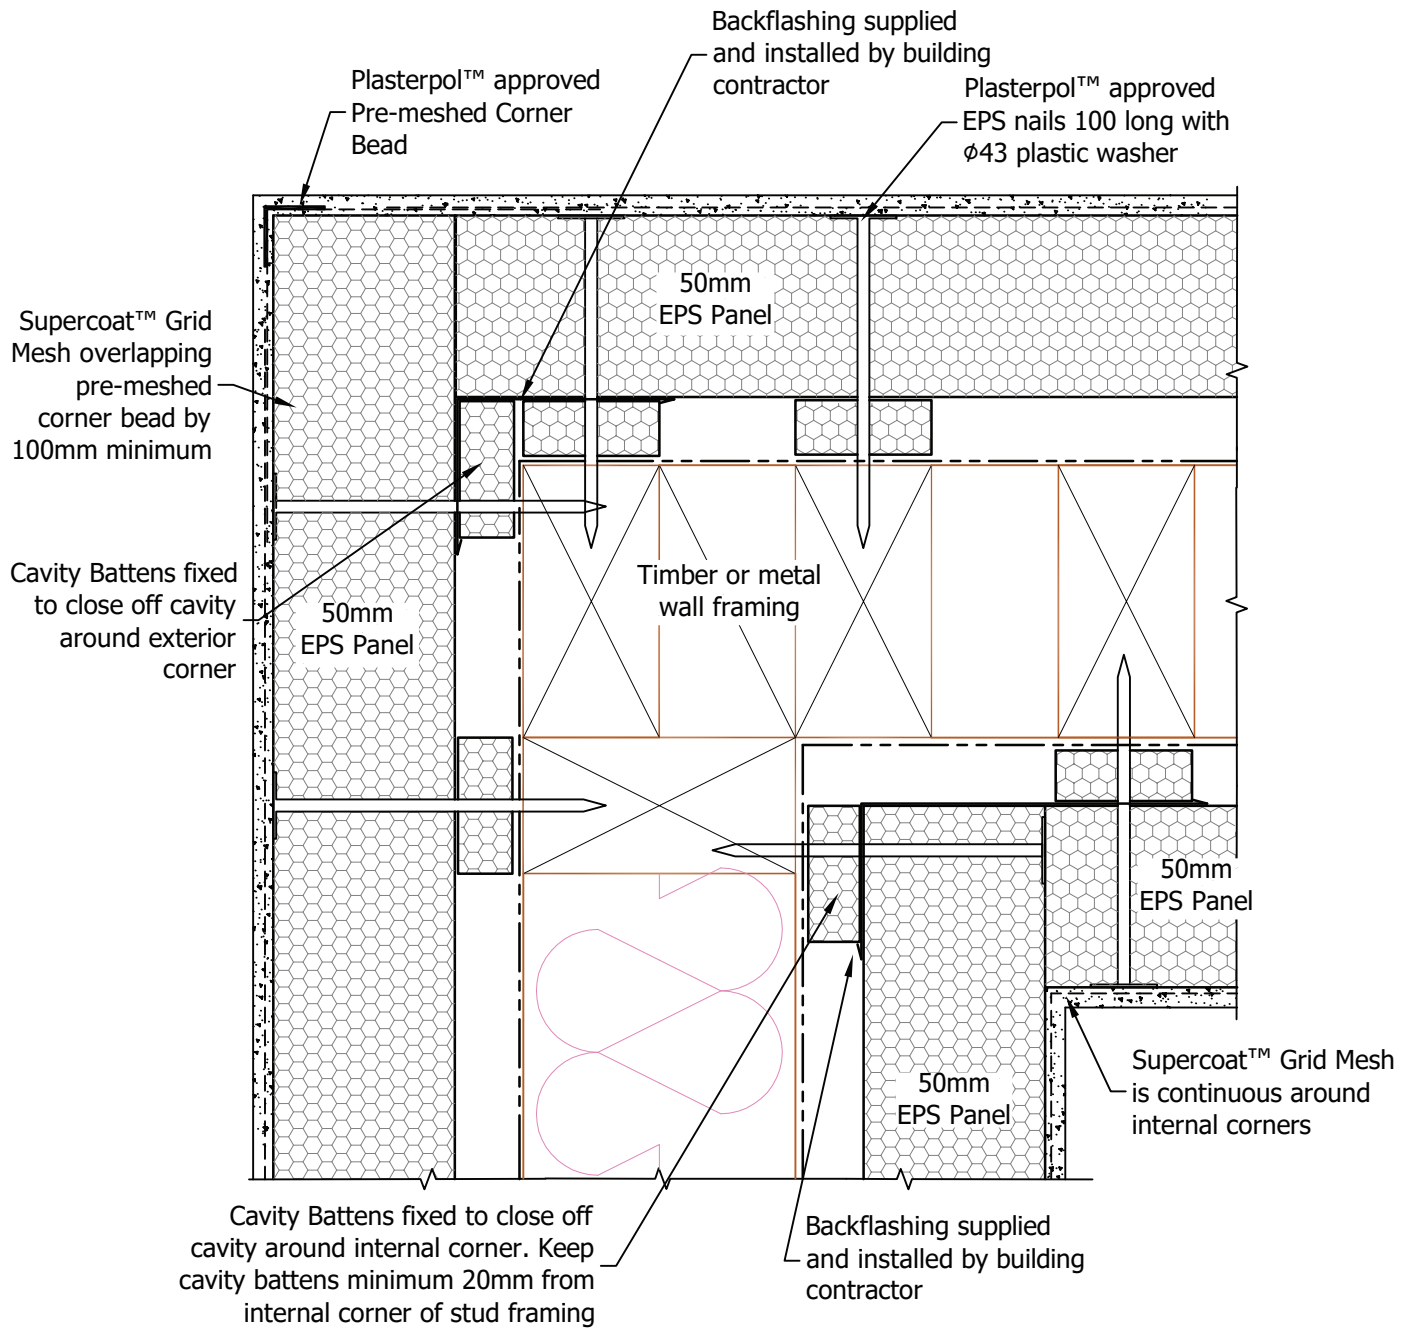 Backflashing supplied
and installed by building
contractor
Plasterpol™ approved
Pre-meshed Corner
Bead
Plasterpol™ approved
EPS nails 100 long with
ϕ43 plastic washer
50mm
EPS Panel
Supercoat™ Grid
Mesh overlapping
pre-meshed
corner bead by
100mm minimum
Cavity Battens fixed
to close off cavity
around exterior
corner
50mm
EPS Panel
Timber or metal
wall framing
50mm
EPS Panel
50mm
EPS Panel
Supercoat™ Grid Mesh
is continuous around
internal corners
Cavity Battens fixed to close off
cavity around internal corner. Keep
cavity battens minimum 20mm from
internal corner of stud framing
Backflashing supplied
and installed by building
contractor